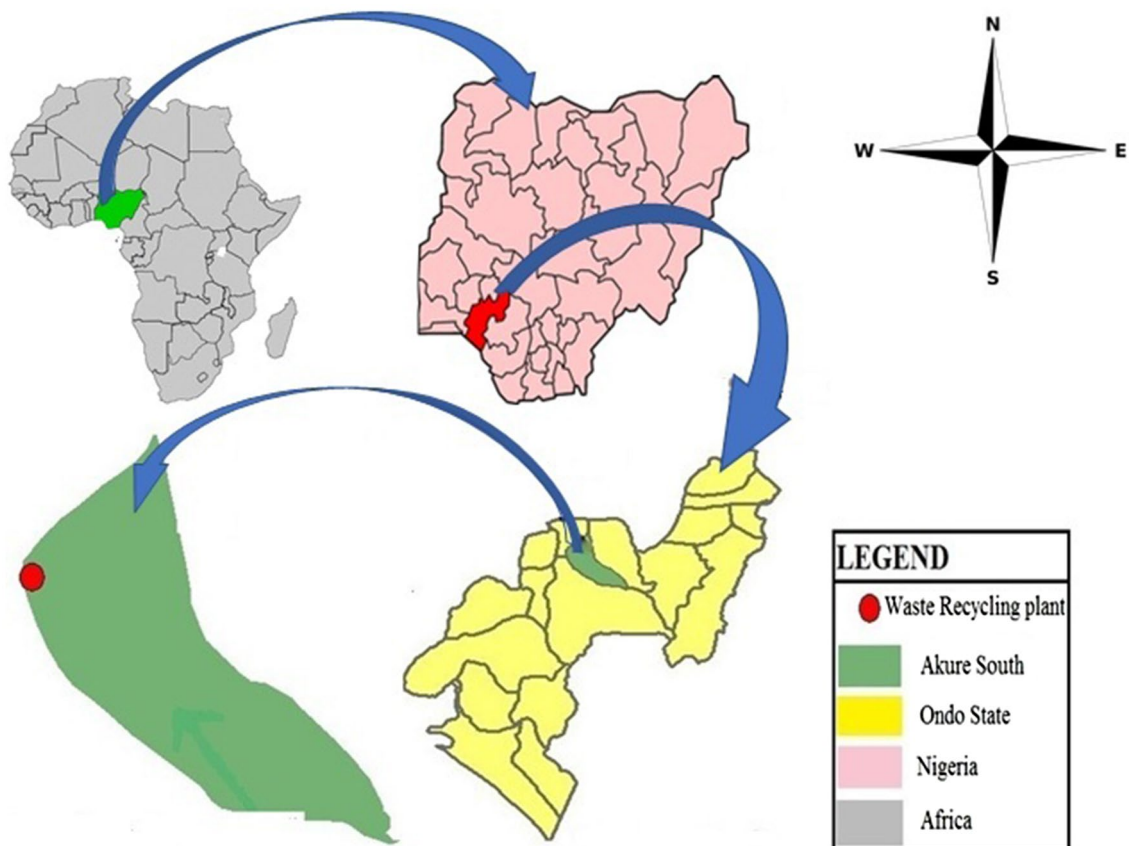 N
W
E
S
LEGEND
Waste Recycling plant
Akure South
Ondo State
Nigeria
Africa